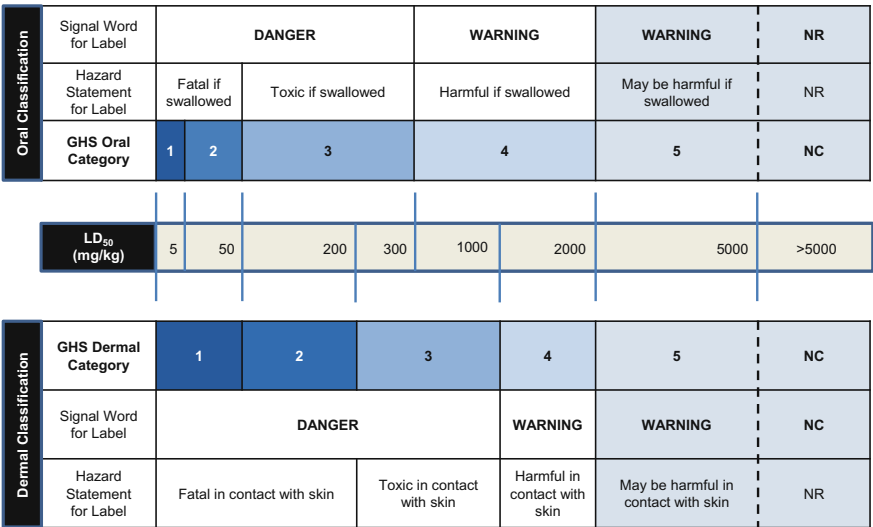 Oral Classification
Signal Word
for Label
DANGER
WARNING
WARNING
NR
Hazard
Statement
for Label
Fatal if
swallowed
Toxic if swallowed
Harmful if swallowed
May be harmful if
swallowed
NR
GHS Oral
Category
1
2
3
4
5
NC
LD₅₀
(mg/kg)
5
50
200
300
1000
2000
5000
>5000
Dermal Classification
GHS Dermal
Category
1
2
3
4
5
NC
Signal Word
for Label
DANGER
WARNING
WARNING
NC
Hazard
Statement
for Label
Fatal in contact with skin
Toxic in contact
with skin
Harmful in
contact with
skin
May be harmful in
contact with skin
NR